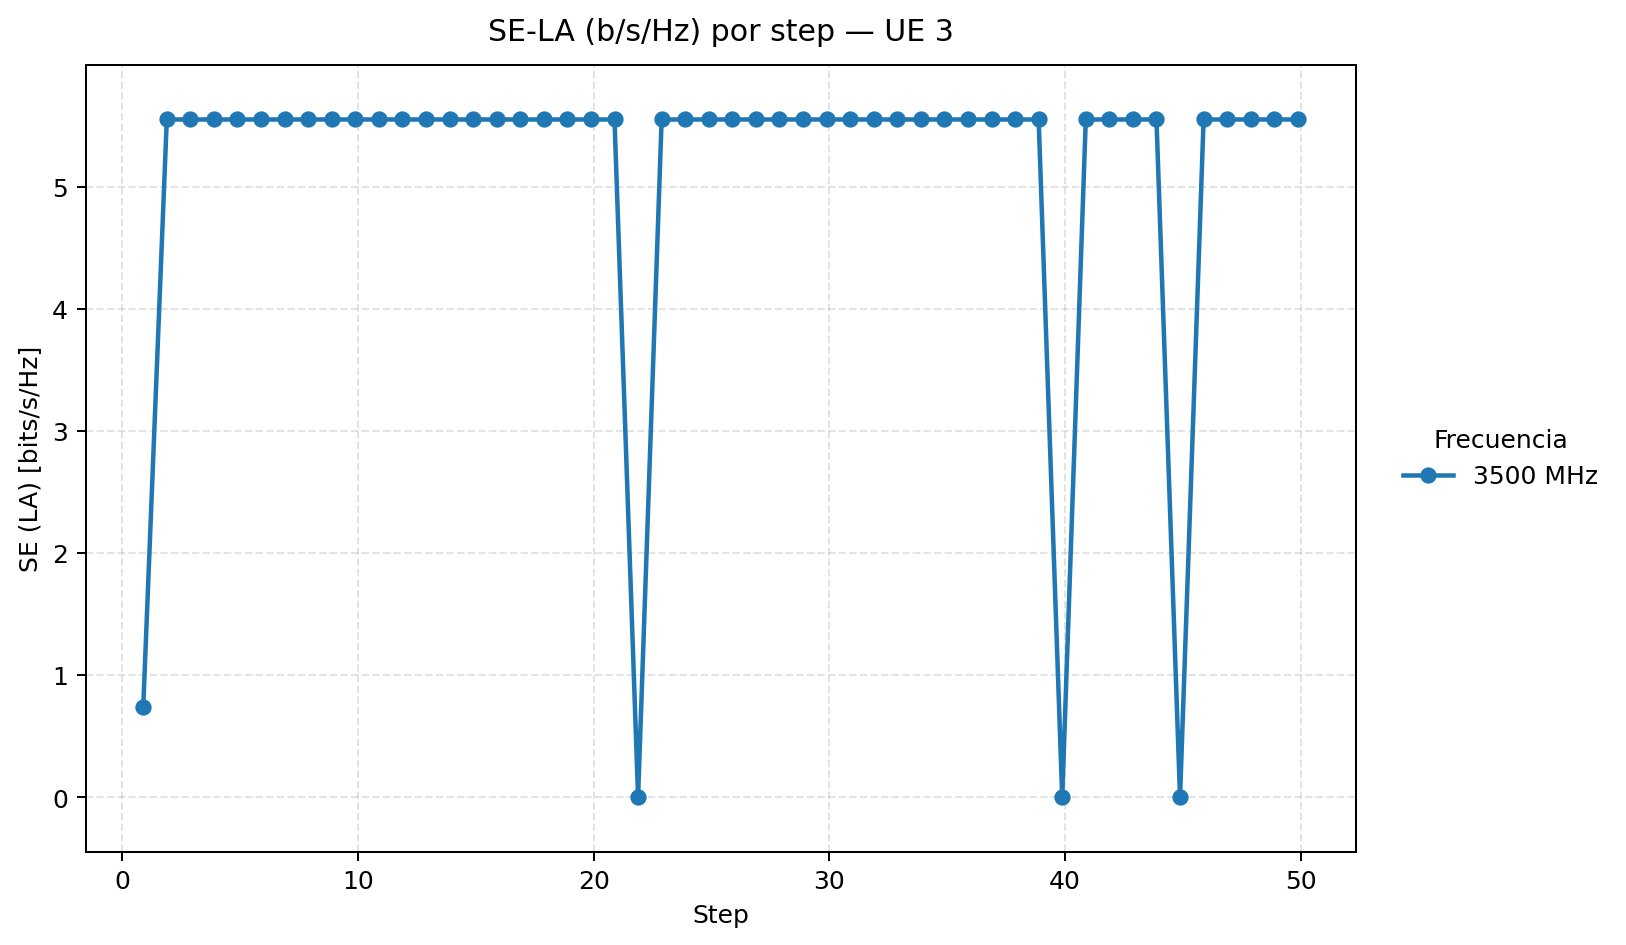 SE-LA (b/s/Hz) por step — UE 3
SE (LA) [bits/s/Hz]
5
4
3
2
1
0
0 10 20 30 40 50
Step
Frecuencia
3500 MHz